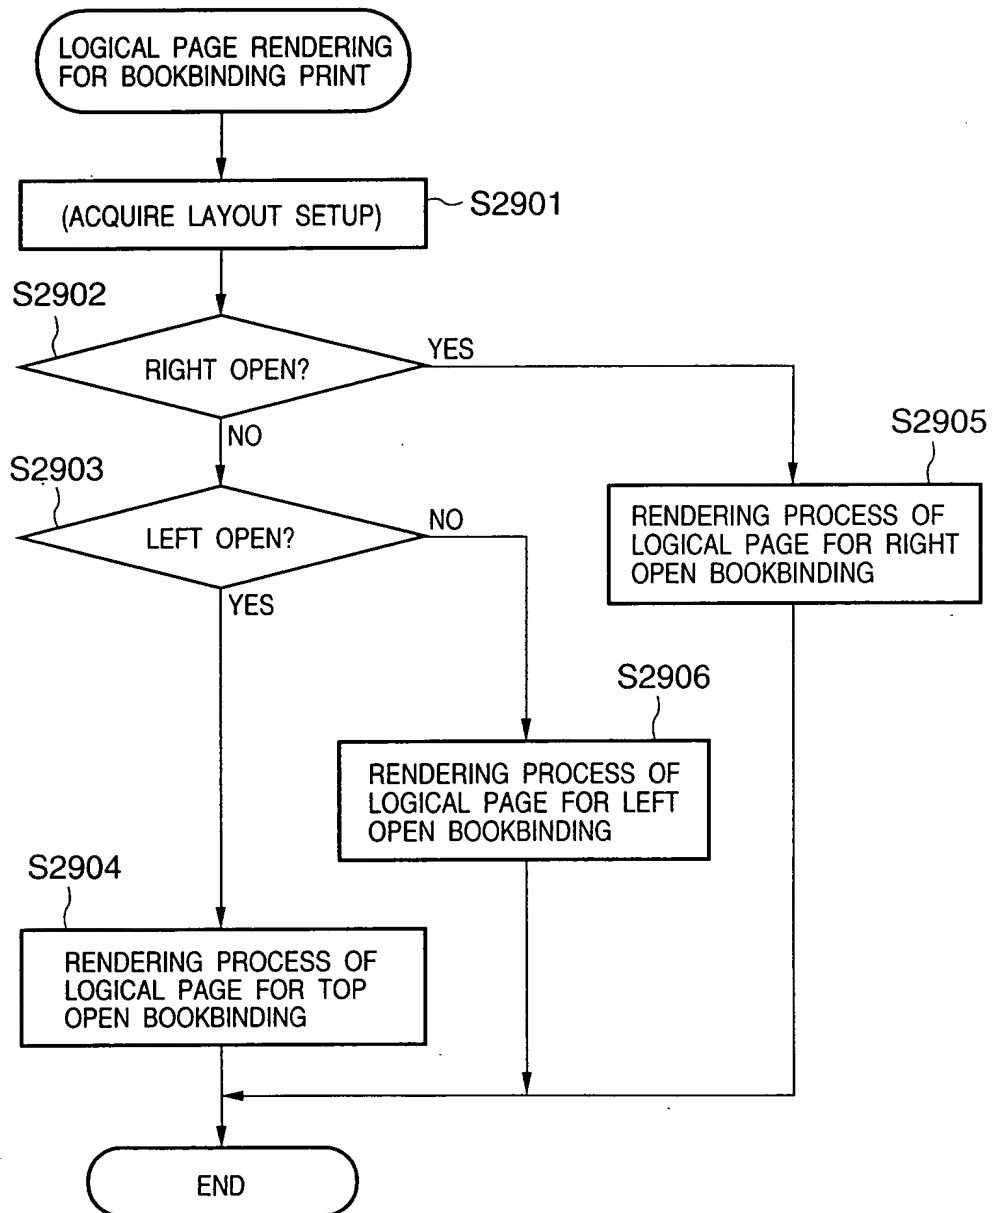 LOGICAL PAGE RENDERING
FOR BOOKBINDING PRINT
(ACQUIRE LAYOUT SETUP)
S2901
S2902
RIGHT OPEN?
YES
NO
S2903
LEFT OPEN?
NO
YES
S2905
RENDERING PROCESS OF
LOGICAL PAGE FOR RIGHT
OPEN BOOKBINDING
S2906
RENDERING PROCESS OF
LOGICAL PAGE FOR LEFT
OPEN BOOKBINDING
S2904
RENDERING PROCESS OF
LOGICAL PAGE FOR TOP
OPEN BOOKBINDING
END